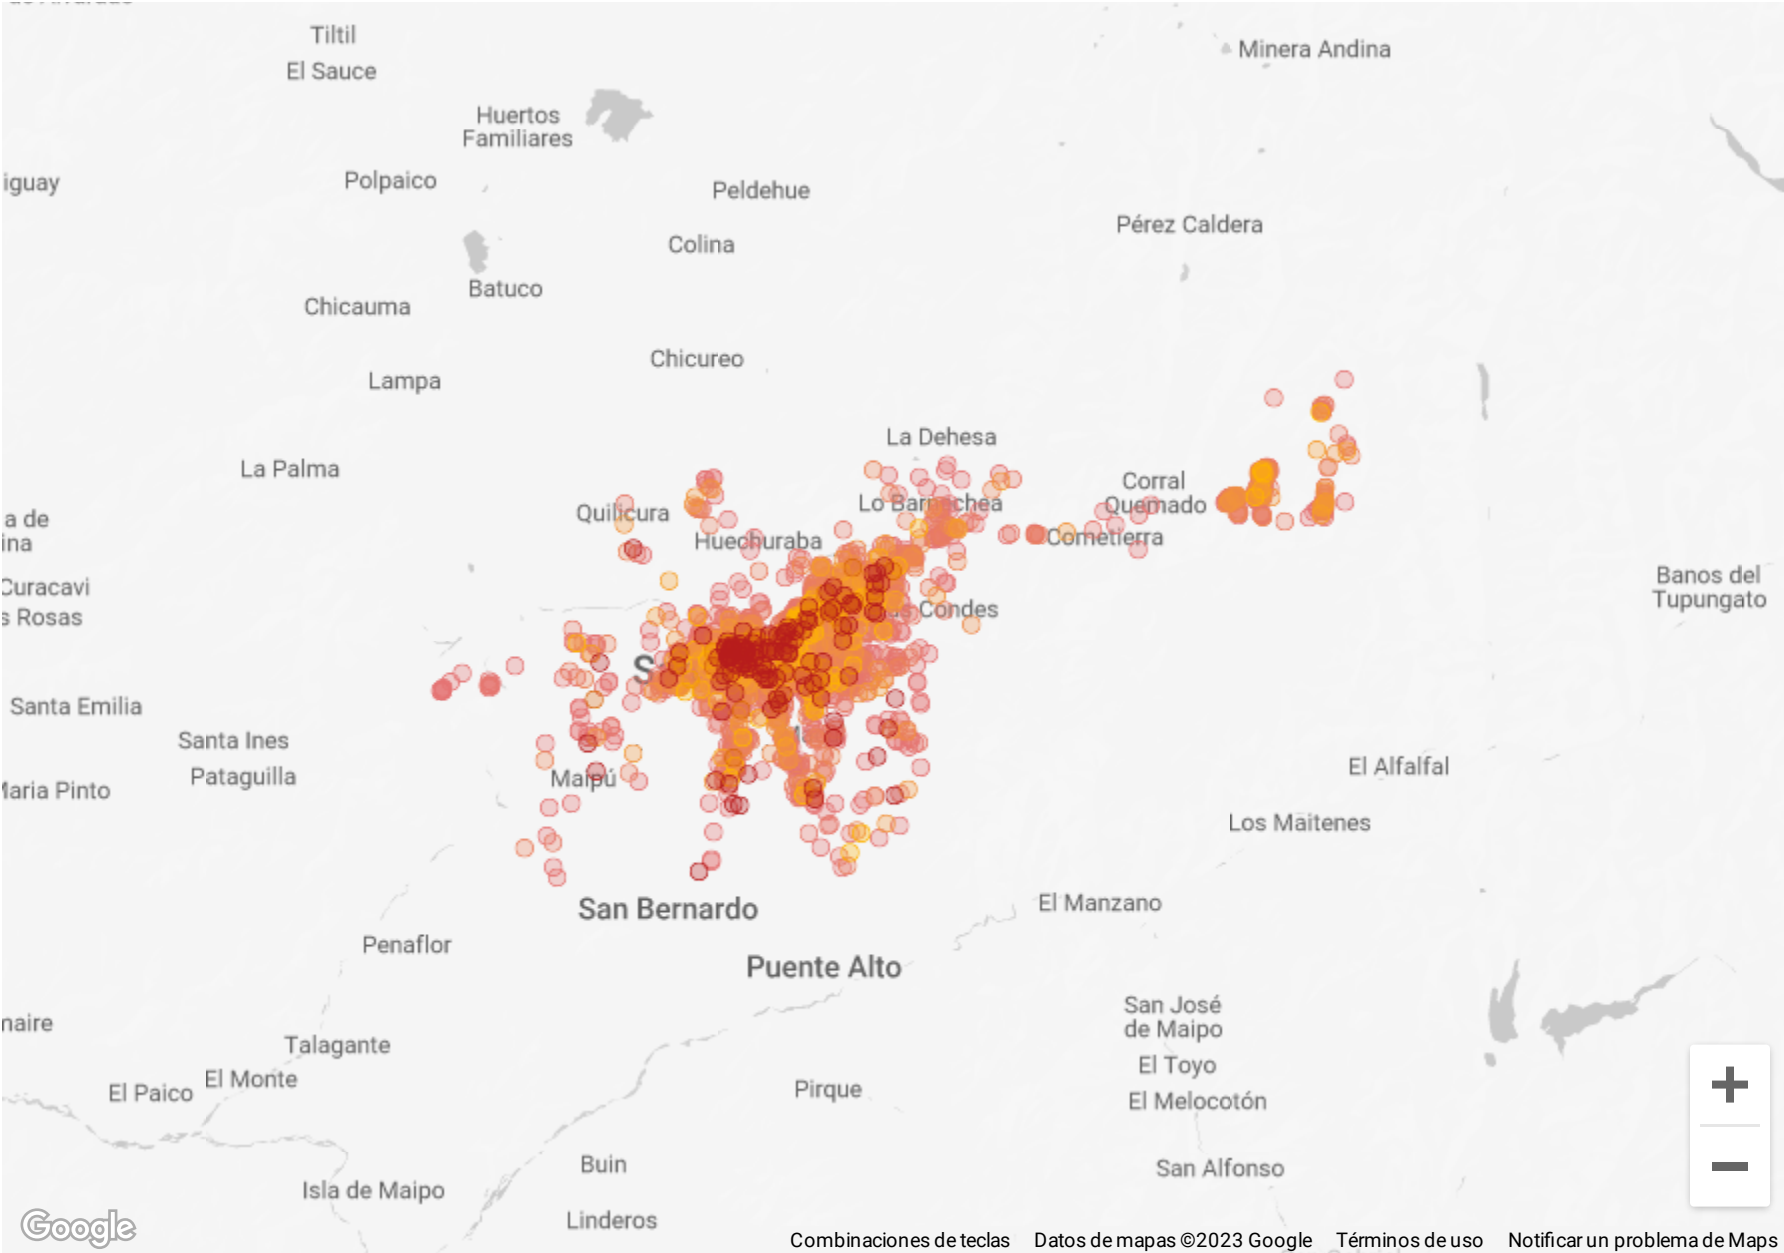 Tiltil
El Sauce
Minera Andina
Huertos
Familiares
iguay
Polpaico
Peldehue
Pérez Caldera
Colina
Batuco
Chicauma
Chicureo
Lampa
La Dehesa
La Palma
Corral
Quemado
Lo Barnechea
Quilicura
a de
ina
Huechuraba
Cometierra
Banos del
Tupungato
Curacavi
s Rosas
Condes
S
Santa Emilia
Santa Ines
Pataguilla
Maria Pinto
Maipú
El Alfalfal
Los Maitenes
San Bernardo
El Manzano
Penaflor
Puente Alto
San José
de Maipo
naire
Talagante
El Toyo
El Monte
El Paico
Pirque
El Melocotón
Buin
San Alfonso
Isla de Maipo
Linderos
Google
Combinaciones de teclas
Datos de mapas ©2023 Google
Términos de uso
Notificar un problema de Maps